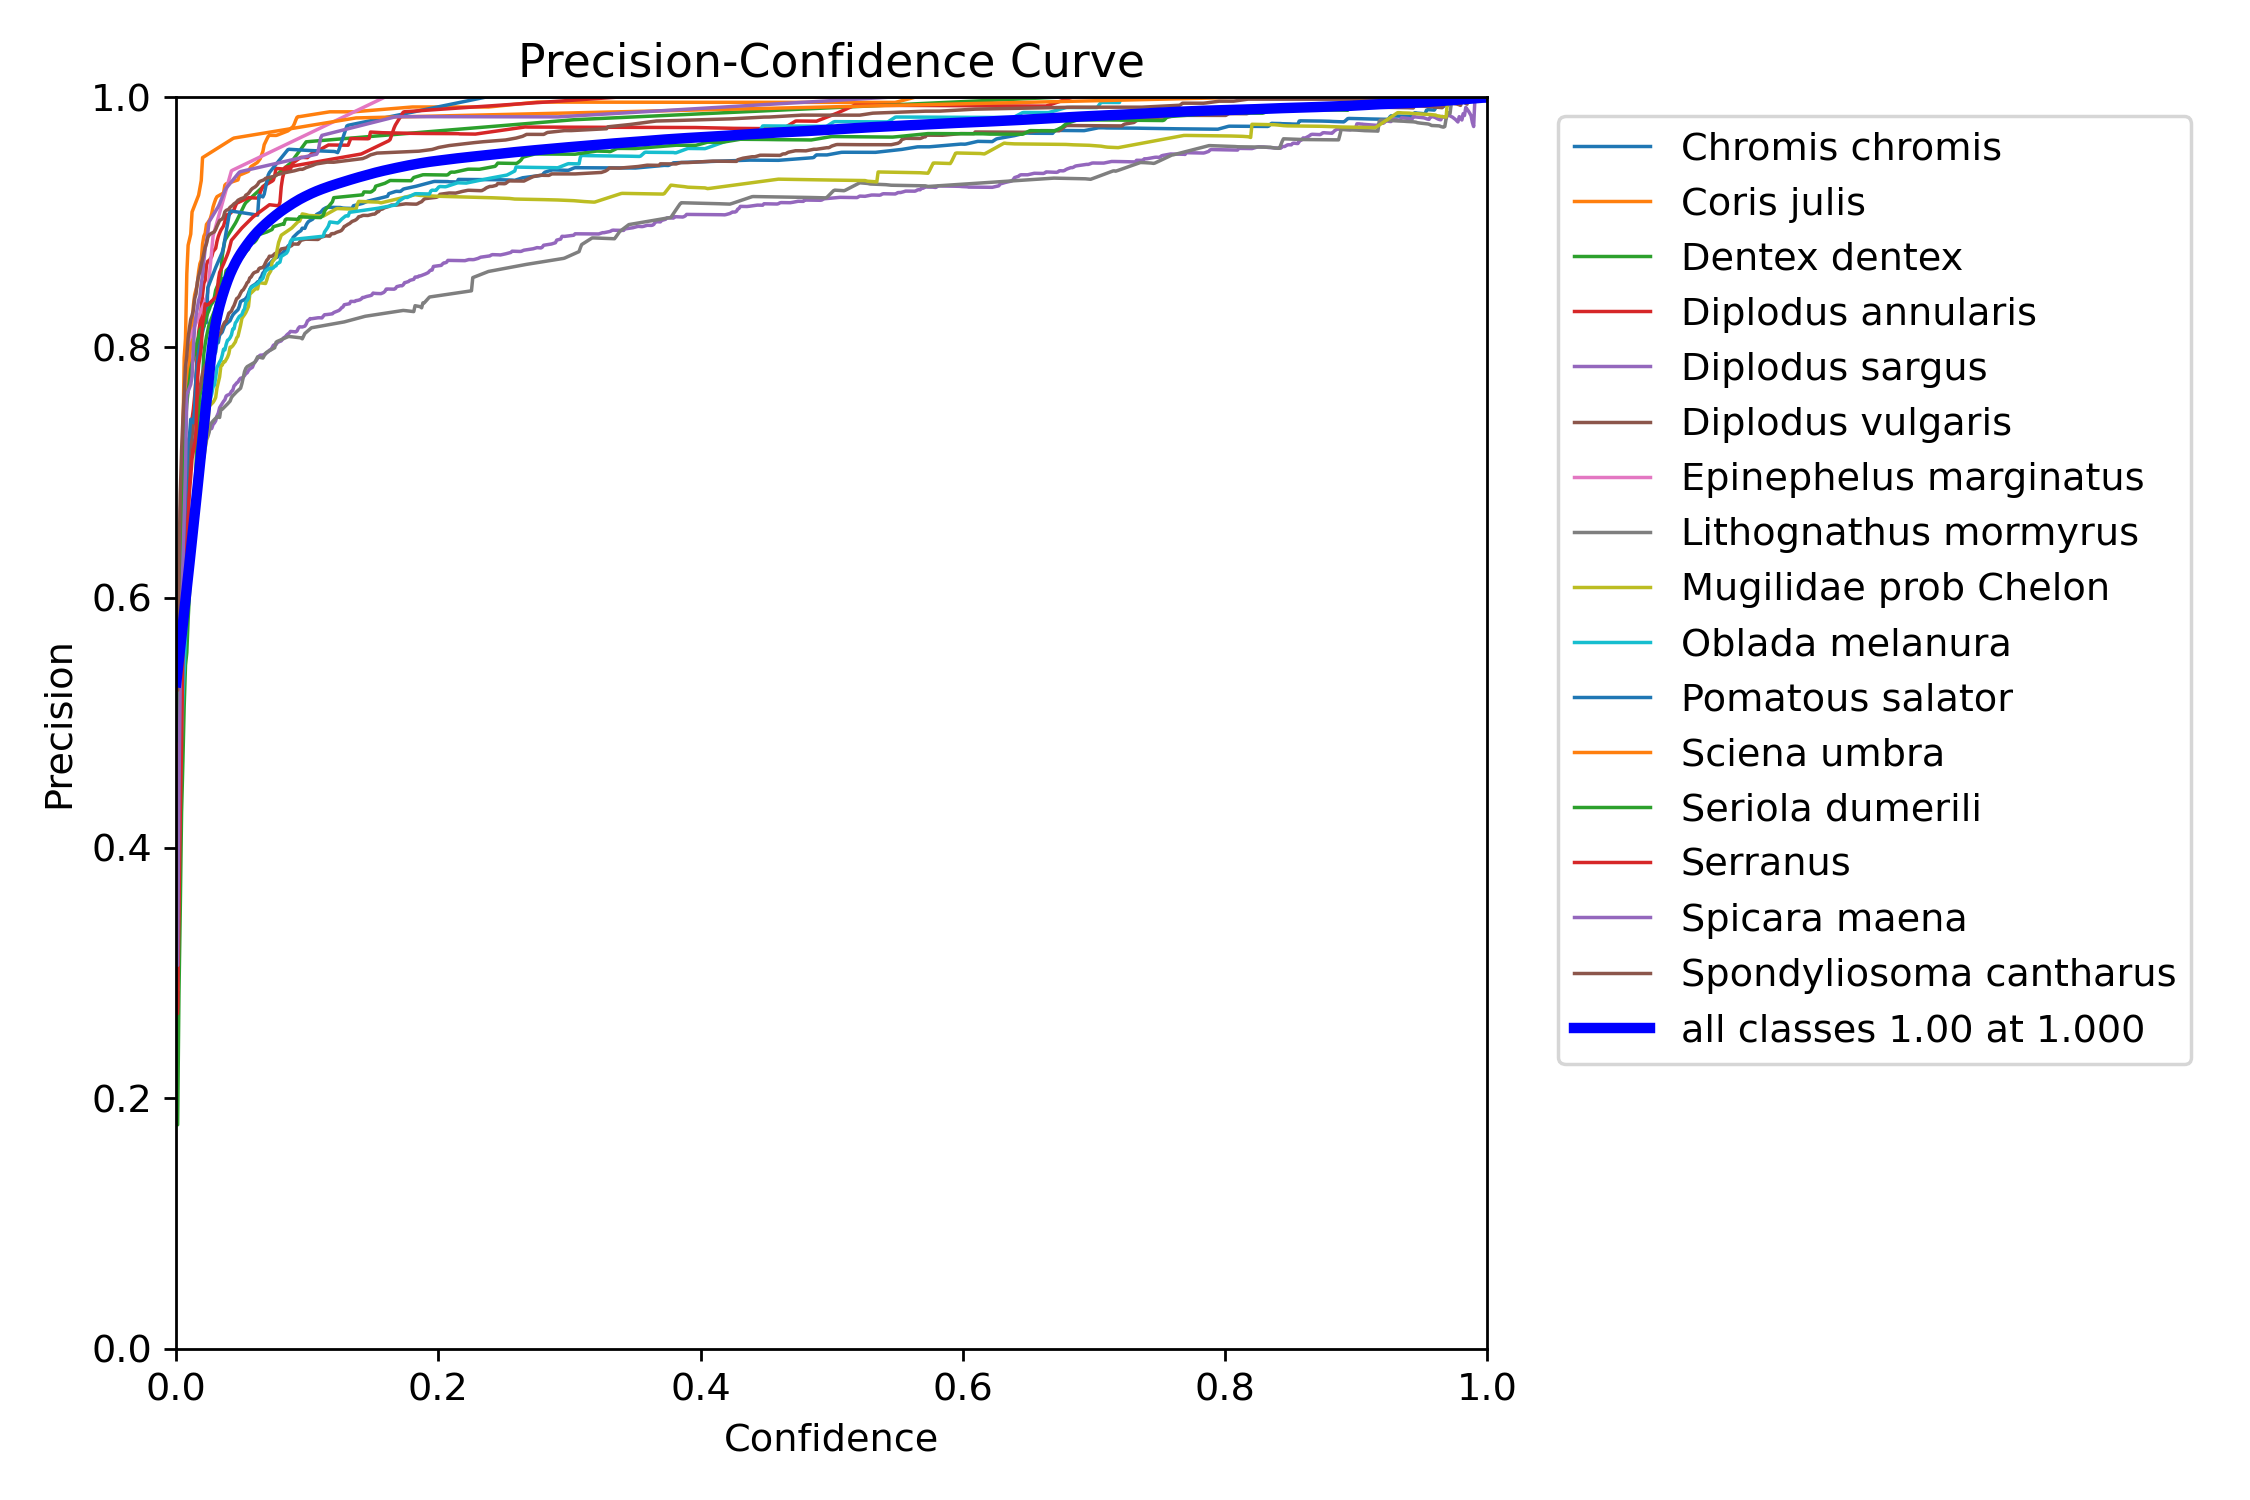 Precision-Confidence Curve
1.0
0.8
0.6
0.4
0.2
0.0
Precision
0.0 0.2 0.4 0.6 0.8 1.0
Confidence
Chromis chromis
Coris julis
Dentex dentex
Diplodus annularis
Diplodus sargus
Diplodus vulgaris
Epinephelus marginatus
Lithognathus mormyrus
Mugilidae prob Chelon
Oblada melanura
Pomatous salator
Sciena umbra
Seriola dumerili
Serranus
Spicara maena
Spondyliosoma cantharus
all classes 1.00 at 1.000